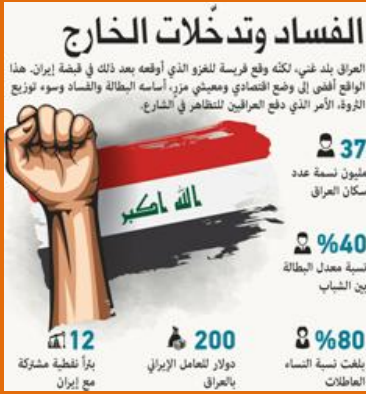 الفساد وتدخّلات الخارج
العراق بلد غني، لكنّه وقع فريسة للغزو الذي أوقعه بعد ذلك في قبضة إيران. هذا
الواقع أفضى إلى وضع اقتصادي ومعيشي مزرٍ، أساسه البطالة والفساد وسوء توزيع
الثروة، الأمر الذي دفع العراقيين للتظاهر في الشارع.
37
مليون نسمة عدد
سكان العراق
الله اكبر
%40
نسبة معدل البطالة
بين الشباب
%80
بلغت نسبة النساء
العاطلات
200
دولار للعامل الإيراني
بالعراق
12
بئراً نفطية مشتركة
مع إيران